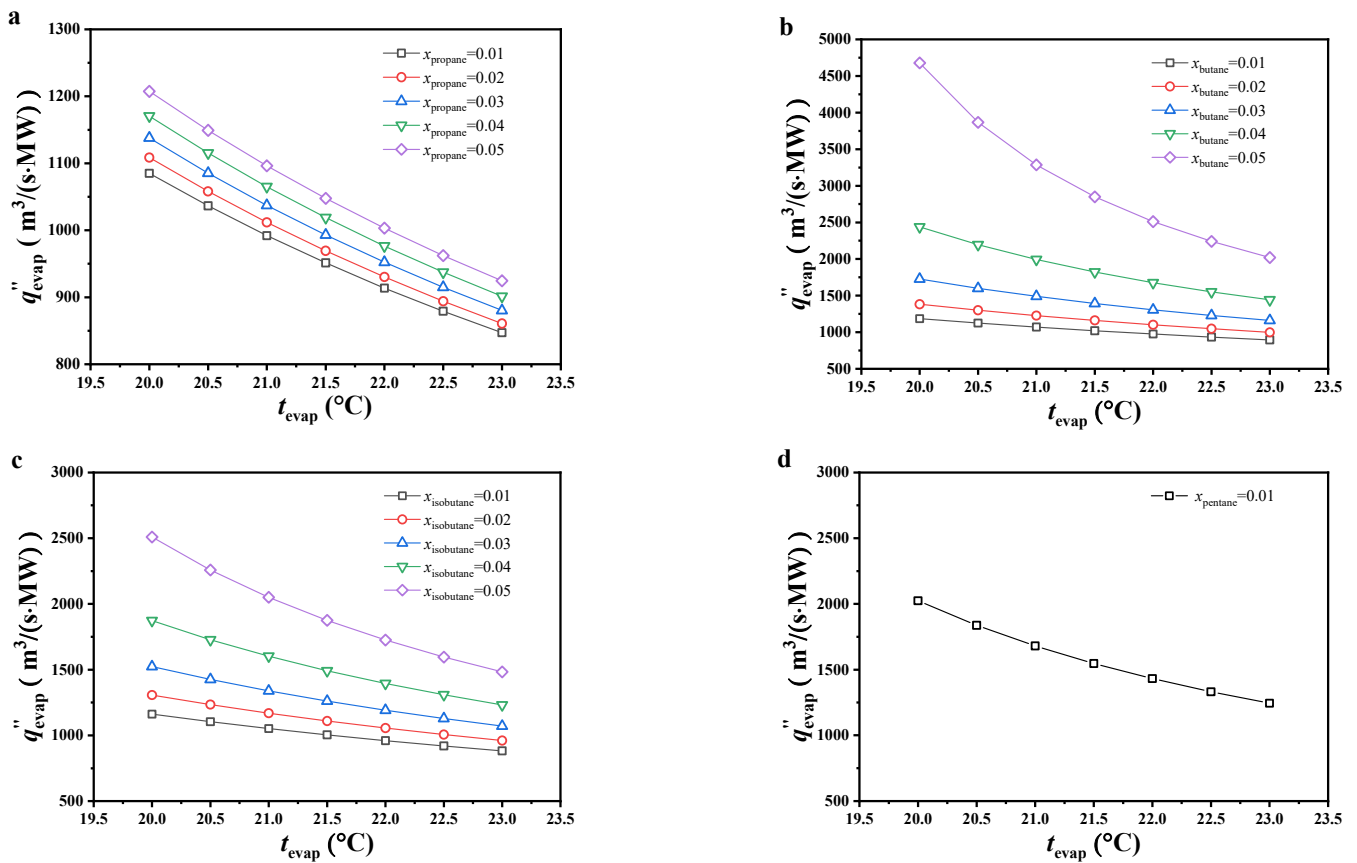 a
1300
1200
1100
1000
900
800
19.5 20.0 20.5 21.0 21.5 22.0 22.5 23.0 23.5
q''evap ( m³/(s·MW) )
tevap (°C)
xpropane=0.01
xpropane=0.02
xpropane=0.03
xpropane=0.04
xpropane=0.05
b
5000
4500
4000
3500
3000
2500
2000
1500
1000
500
19.5 20.0 20.5 21.0 21.5 22.0 22.5 23.0 23.5
q''evap ( m³/(s·MW) )
tevap (°C)
xbutane=0.01
xbutane=0.02
xbutane=0.03
xbutane=0.04
xbutane=0.05
c
3000
2500
2000
1500
1000
500
19.5 20.0 20.5 21.0 21.5 22.0 22.5 23.0 23.5
q''evap ( m³/(s·MW) )
tevap (°C)
xisobutane=0.01
xisobutane=0.02
xisobutane=0.03
xisobutane=0.04
xisobutane=0.05
d
3000
2500
2000
1500
1000
500
19.5 20.0 20.5 21.0 21.5 22.0 22.5 23.0 23.5
q''evap ( m³/(s·MW) )
tevap (°C)
xpentane=0.01